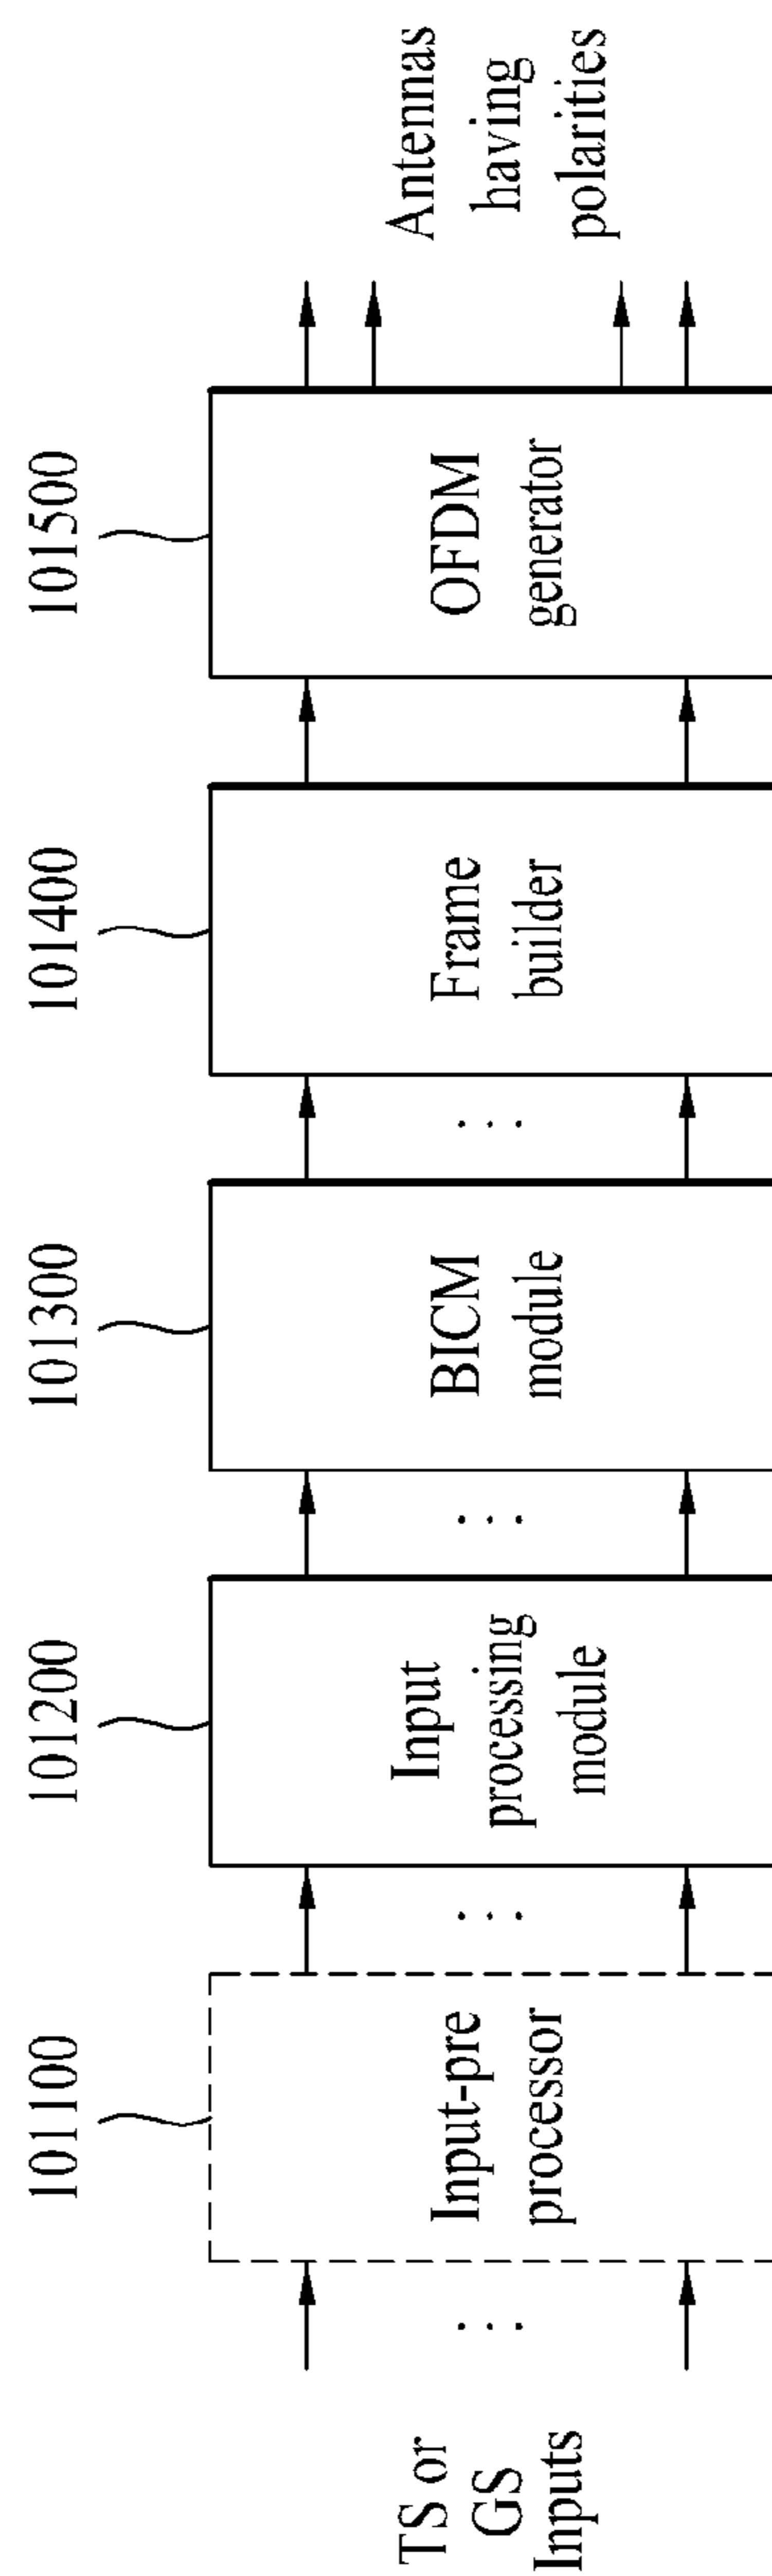 101100
101200
101300
101400
101500
TS or
GS
Inputs
...
Input-pre
processor
...
Input
processing
module
...
BICM
module
...
Frame
builder
OFDM
generator
Antennas
having
polarities